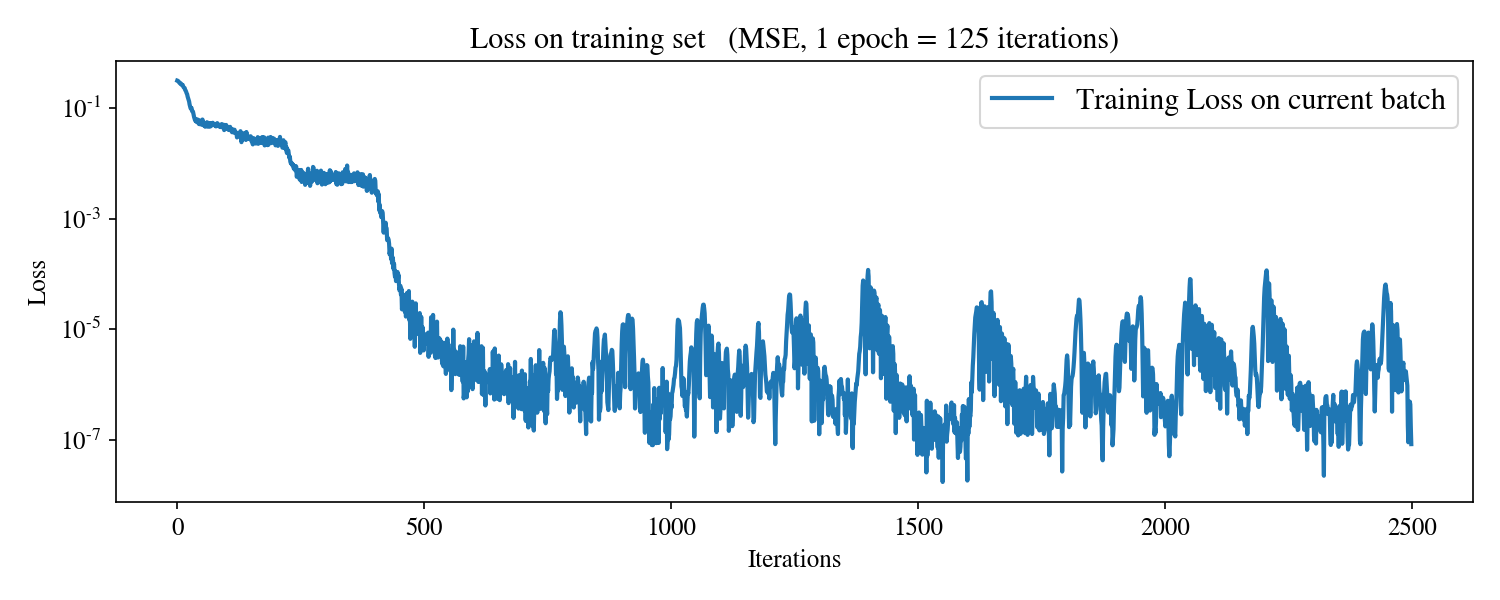 Loss on training set (MSE, 1 epoch = 125 iterations)
Training Loss on current batch
Loss
10⁻¹
10⁻³
10⁻⁵
10⁻⁷
0 500 1000 1500 2000 2500
Iterations